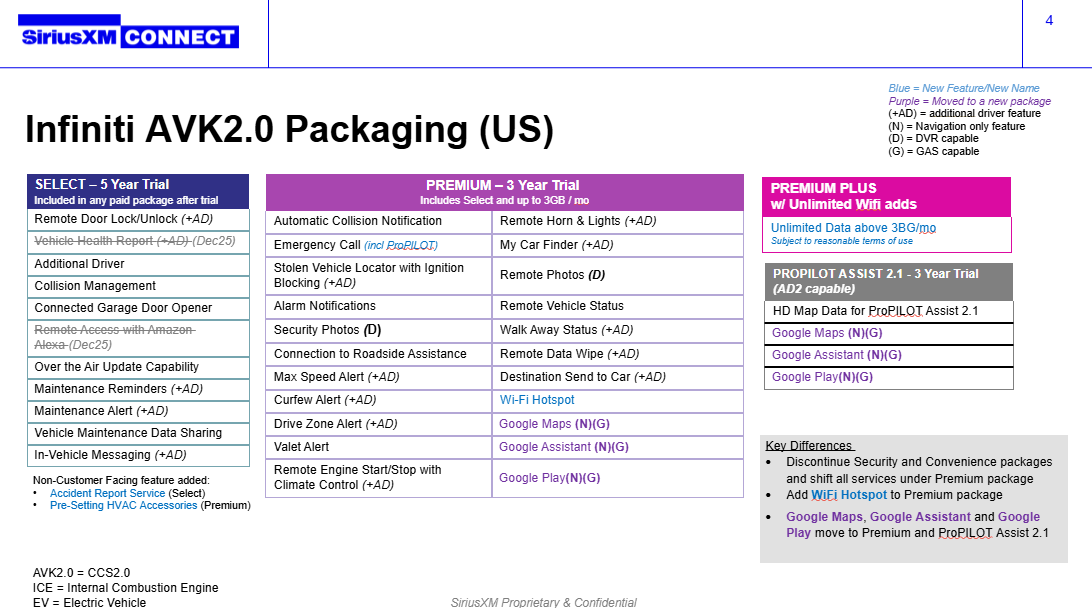 SiriusXM CONNECT
4
Blue = New Feature/New Name
Purple = Moved to a new package
(+AD) = additional driver feature
(N) = Navigation only feature
(D) = DVR capable
(G) = GAS capable
Infiniti AVK2.0 Packaging (US)
SELECT – 5 Year Trial
Included in any paid package after trial
Remote Door Lock/Unlock (+AD)
Vehicle Health Report (+AD) (Dec25)
Additional Driver
Collision Management
Connected Garage Door Opener
Remote Access with Amazon
Alexa (Dec25)
Over the Air Update Capability
Maintenance Reminders (+AD)
Maintenance Alert (+AD)
Vehicle Maintenance Data Sharing
In-Vehicle Messaging (+AD)
Non-Customer Facing feature added:
• Accident Report Service (Select)
• Pre-Setting HVAC Accessories (Premium)
PREMIUM – 3 Year Trial
Includes Select and up to 3GB / mo
Automatic Collision Notification
Remote Horn & Lights (+AD)
Emergency Call (incl ProPILOT)
My Car Finder (+AD)
Stolen Vehicle Locator with Ignition
Blocking (+AD)
Remote Photos (D)
Alarm Notifications
Remote Vehicle Status
Security Photos (D)
Walk Away Status (+AD)
Connection to Roadside Assistance
Remote Data Wipe (+AD)
Max Speed Alert (+AD)
Destination Send to Car (+AD)
Curfew Alert (+AD)
Wi-Fi Hotspot
Drive Zone Alert (+AD)
Google Maps (N)(G)
Valet Alert
Google Assistant (N)(G)
Remote Engine Start/Stop with
Climate Control (+AD)
Google Play(N)(G)
PREMIUM PLUS
w/ Unlimited Wifi adds
Unlimited Data above 3BG/mo
Subject to reasonable terms of use
PROPILOT ASSIST 2.1 - 3 Year Trial
(AD2 capable)
HD Map Data for ProPILOT Assist 2.1
Google Maps (N)(G)
Google Assistant (N)(G)
Google Play(N)(G)
Key Differences
• Discontinue Security and Convenience packages
and shift all services under Premium package
• Add WiFi Hotspot to Premium package
• Google Maps, Google Assistant and Google
Play move to Premium and ProPILOT Assist 2.1
AVK2.0 = CCS2.0
ICE = Internal Combustion Engine
EV = Electric Vehicle
SiriusXM Proprietary & Confidential